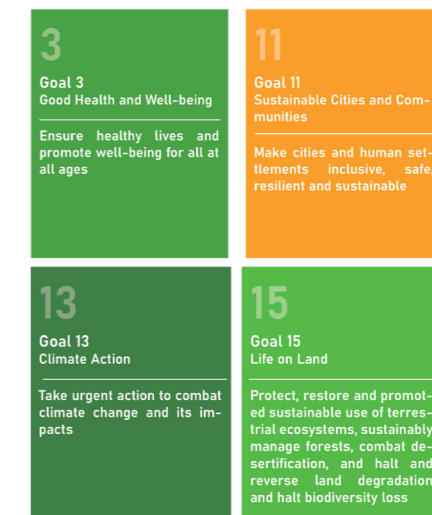 3
Goal 3
Good Health and Well-being
Ensure healthy lives and
promote well-being for all at
all ages
11
Goal 11
Sustainable Cities and Com-
munities
Make cities and human set-
tlements inclusive, safe,
resilient and sustainable
13
Goal 13
Climate Action
Take urgent action to combat
climate change and its im-
pacts
15
Goal 15
Life on Land
Protect, restore and promot-
ed sustainable use of terres-
trial ecosystems, sustainably
manage forests, combat de-
sertification, and halt and
reverse land degradation
and halt biodiversity loss